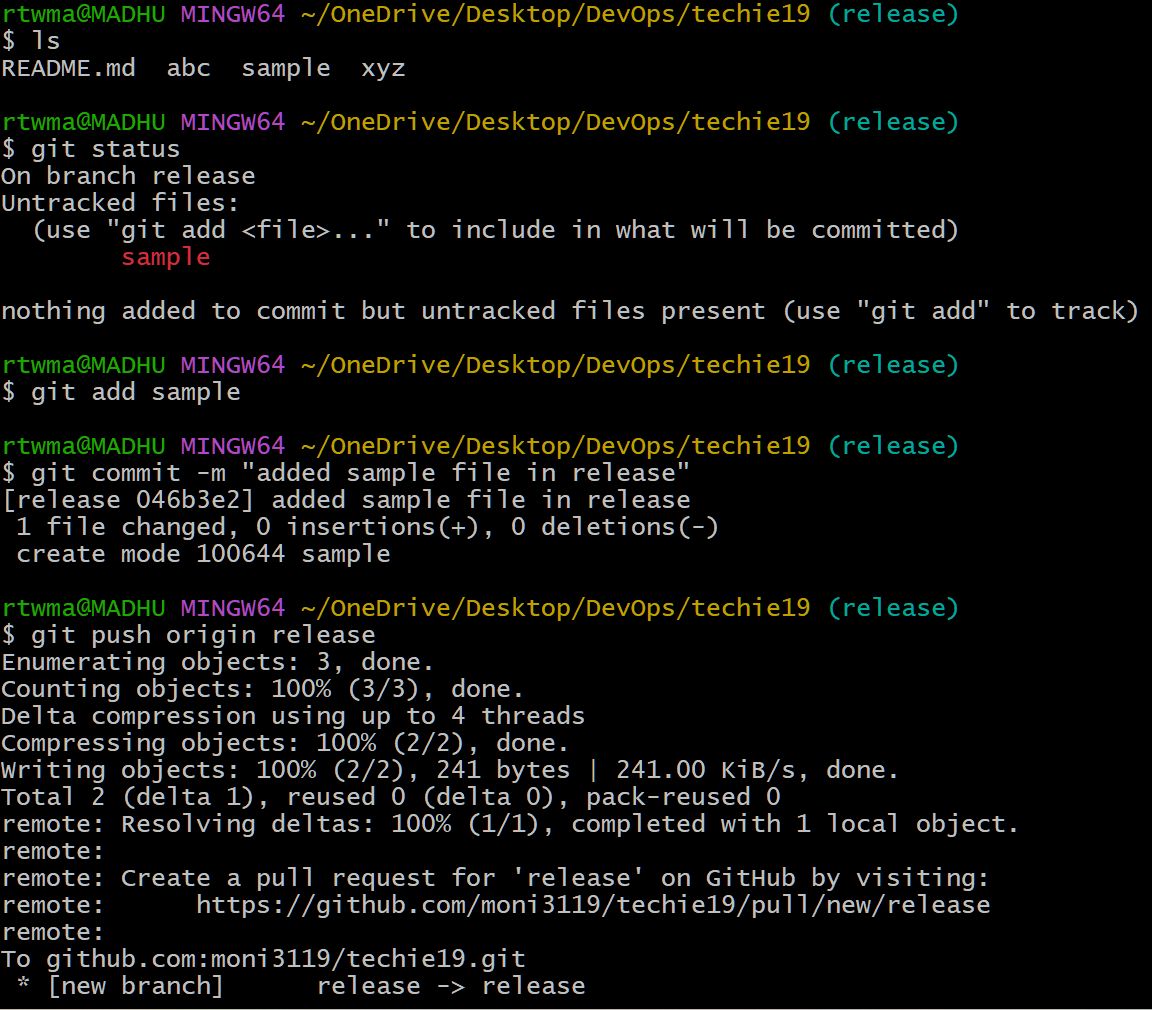 rtwma@MADHU MINGW64 ~/OneDrive/Desktop/DevOps/techie19 (release)
$ ls
README.md  abc  sample  xyz

rtwma@MADHU MINGW64 ~/OneDrive/Desktop/DevOps/techie19 (release)
$ git status
On branch release
Untracked files:
  (use "git add <file>..." to include in what will be committed)
        sample

nothing added to commit but untracked files present (use "git add" to track)

rtwma@MADHU MINGW64 ~/OneDrive/Desktop/DevOps/techie19 (release)
$ git add sample

rtwma@MADHU MINGW64 ~/OneDrive/Desktop/DevOps/techie19 (release)
$ git commit -m "added sample file in release"
[release 046b3e2] added sample file in release
 1 file changed, 0 insertions(+), 0 deletions(-)
 create mode 100644 sample

rtwma@MADHU MINGW64 ~/OneDrive/Desktop/DevOps/techie19 (release)
$ git push origin release
Enumerating objects: 3, done.
Counting objects: 100% (3/3), done.
Delta compression using up to 4 threads
Compressing objects: 100% (2/2), done.
Writing objects: 100% (2/2), 241 bytes | 241.00 KiB/s, done.
Total 2 (delta 1), reused 0 (delta 0), pack-reused 0
remote: Resolving deltas: 100% (1/1), completed with 1 local object.
remote:
remote: Create a pull request for 'release' on GitHub by visiting:
remote:      https://github.com/moni3119/techie19/pull/new/release
remote:
To github.com:moni3119/techie19.git
 * [new branch]      release -> release